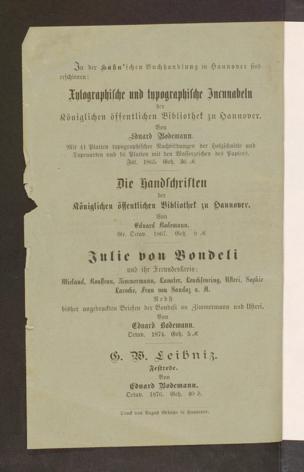 In der Hahn'schen Buchhandlung in Hannover sind
erschienen:
Xylographische und typographische Incunabeln
der
Königlichen öffentlichen Bibliothek zu Hannover.
Von
Eduard Bodemann.
Mit 41 Platten typographischer Nachbildungen der Holzschnitte und
Typenarten und 16 Platten mit den Wasserzeichen des Papiers.
Fol. 1865. Geh. 36 ℳ
Die Handschriften
der
Königlichen öffentlichen Bibliothek zu Hannover.
Von
Eduard Bodemann.
Gr. Octav. 1867. Geh. 9 ℳ
Julie von Bondeli
und ihr Freundeskreis:
Wieland, Rousseau, Zimmermann, Lavater, Leuchsenring, Usteri, Sophie
Laroche, Frau von Sandoz u. A.
Nebst
bisher ungedruckten Briefen der Bondeli an Zimmermann und Usteri.
Von
Eduard Bodemann.
Octav. 1874. Geh. 5 ℳ
G. W. Leibniz.
Festrede.
Von
Eduard Bodemann.
Octav. 1876. Geh. 40 ₰.
Druck von August Grimpe in Hannover.